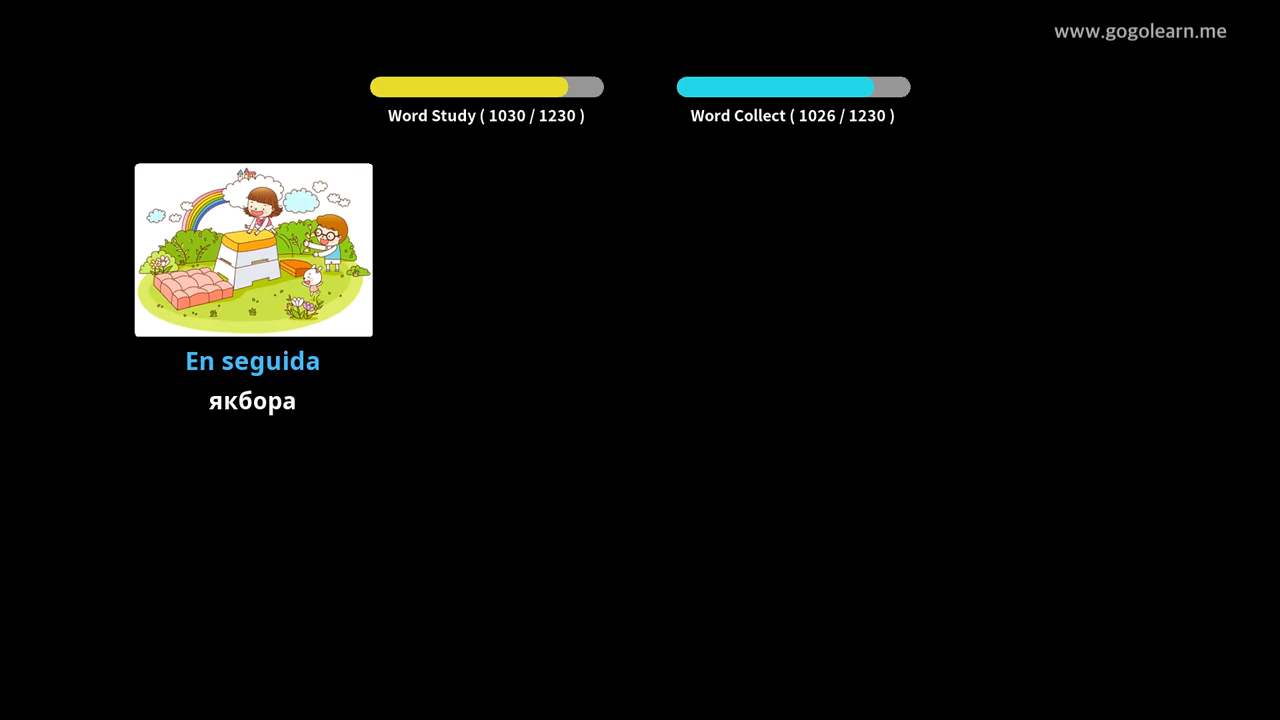 www.gogolearn.me
Word Study ( 1030 / 1230 )
Word Collect ( 1026 / 1230 )
En seguida
якбора